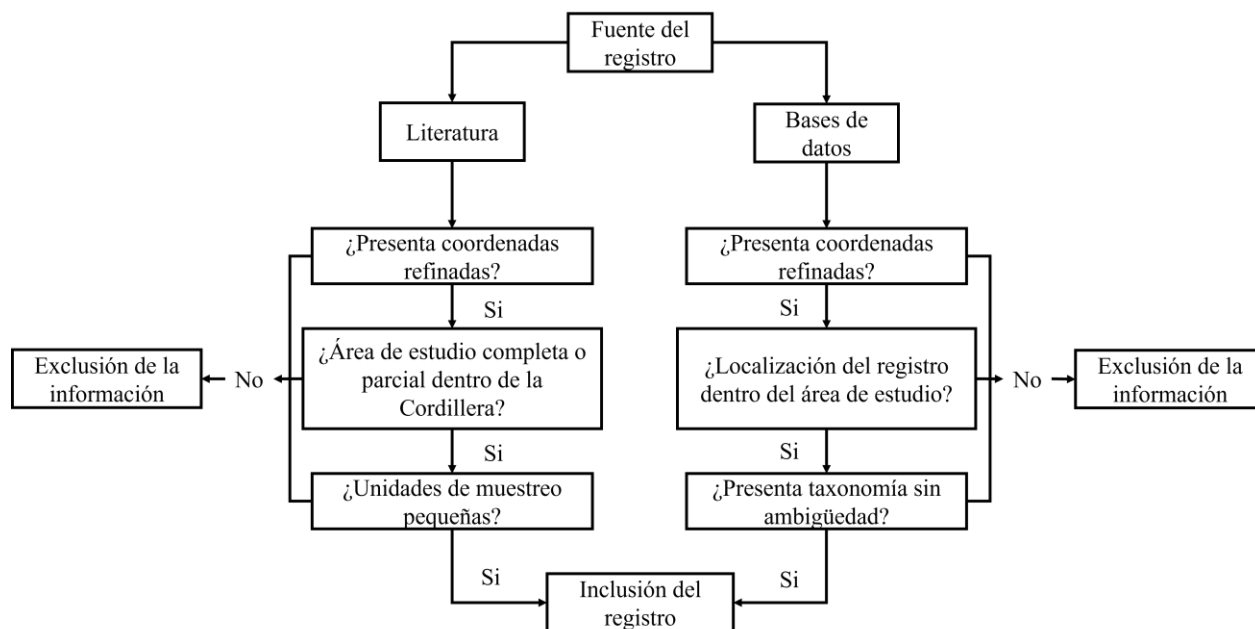 Fuente del
registro
Literatura
Bases de
datos
¿Presenta coordenadas
refinadas?
¿Presenta coordenadas
refinadas?
Si
Si
Exclusión de la
información
No
¿Área de estudio completa o
parcial dentro de la
Cordillera?
¿Localización del registro
dentro del área de estudio?
No
Exclusión de la
información
Si
Si
¿Unidades de muestreo
pequeñas?
¿Presenta taxonomía sin
ambigüedad?
Si
Si
Inclusión del
registro